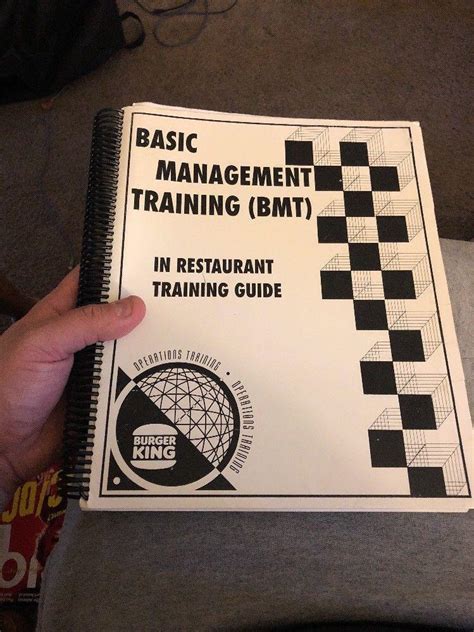 BASIC
MANAGEMENT
TRAINING (BMT)
IN RESTAURANT
TRAINING GUIDE
OPERATIONS TRAINING • OPERATIONS TRAINING
BURGER
KING